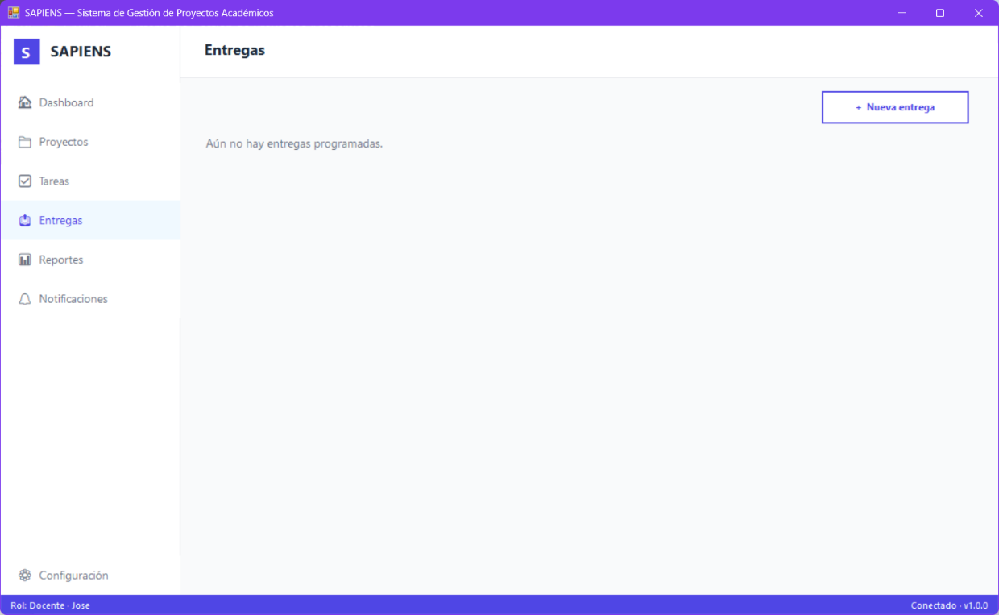 SAPIENS — Sistema de Gestión de Proyectos Académicos
S SAPIENS
Entregas
Dashboard
+ Nueva entrega
Proyectos
Aún no hay entregas programadas.
Tareas
Entregas
Reportes
Notificaciones
Configuración
Rol: Docente · Jose
Conectado · v1.0.0